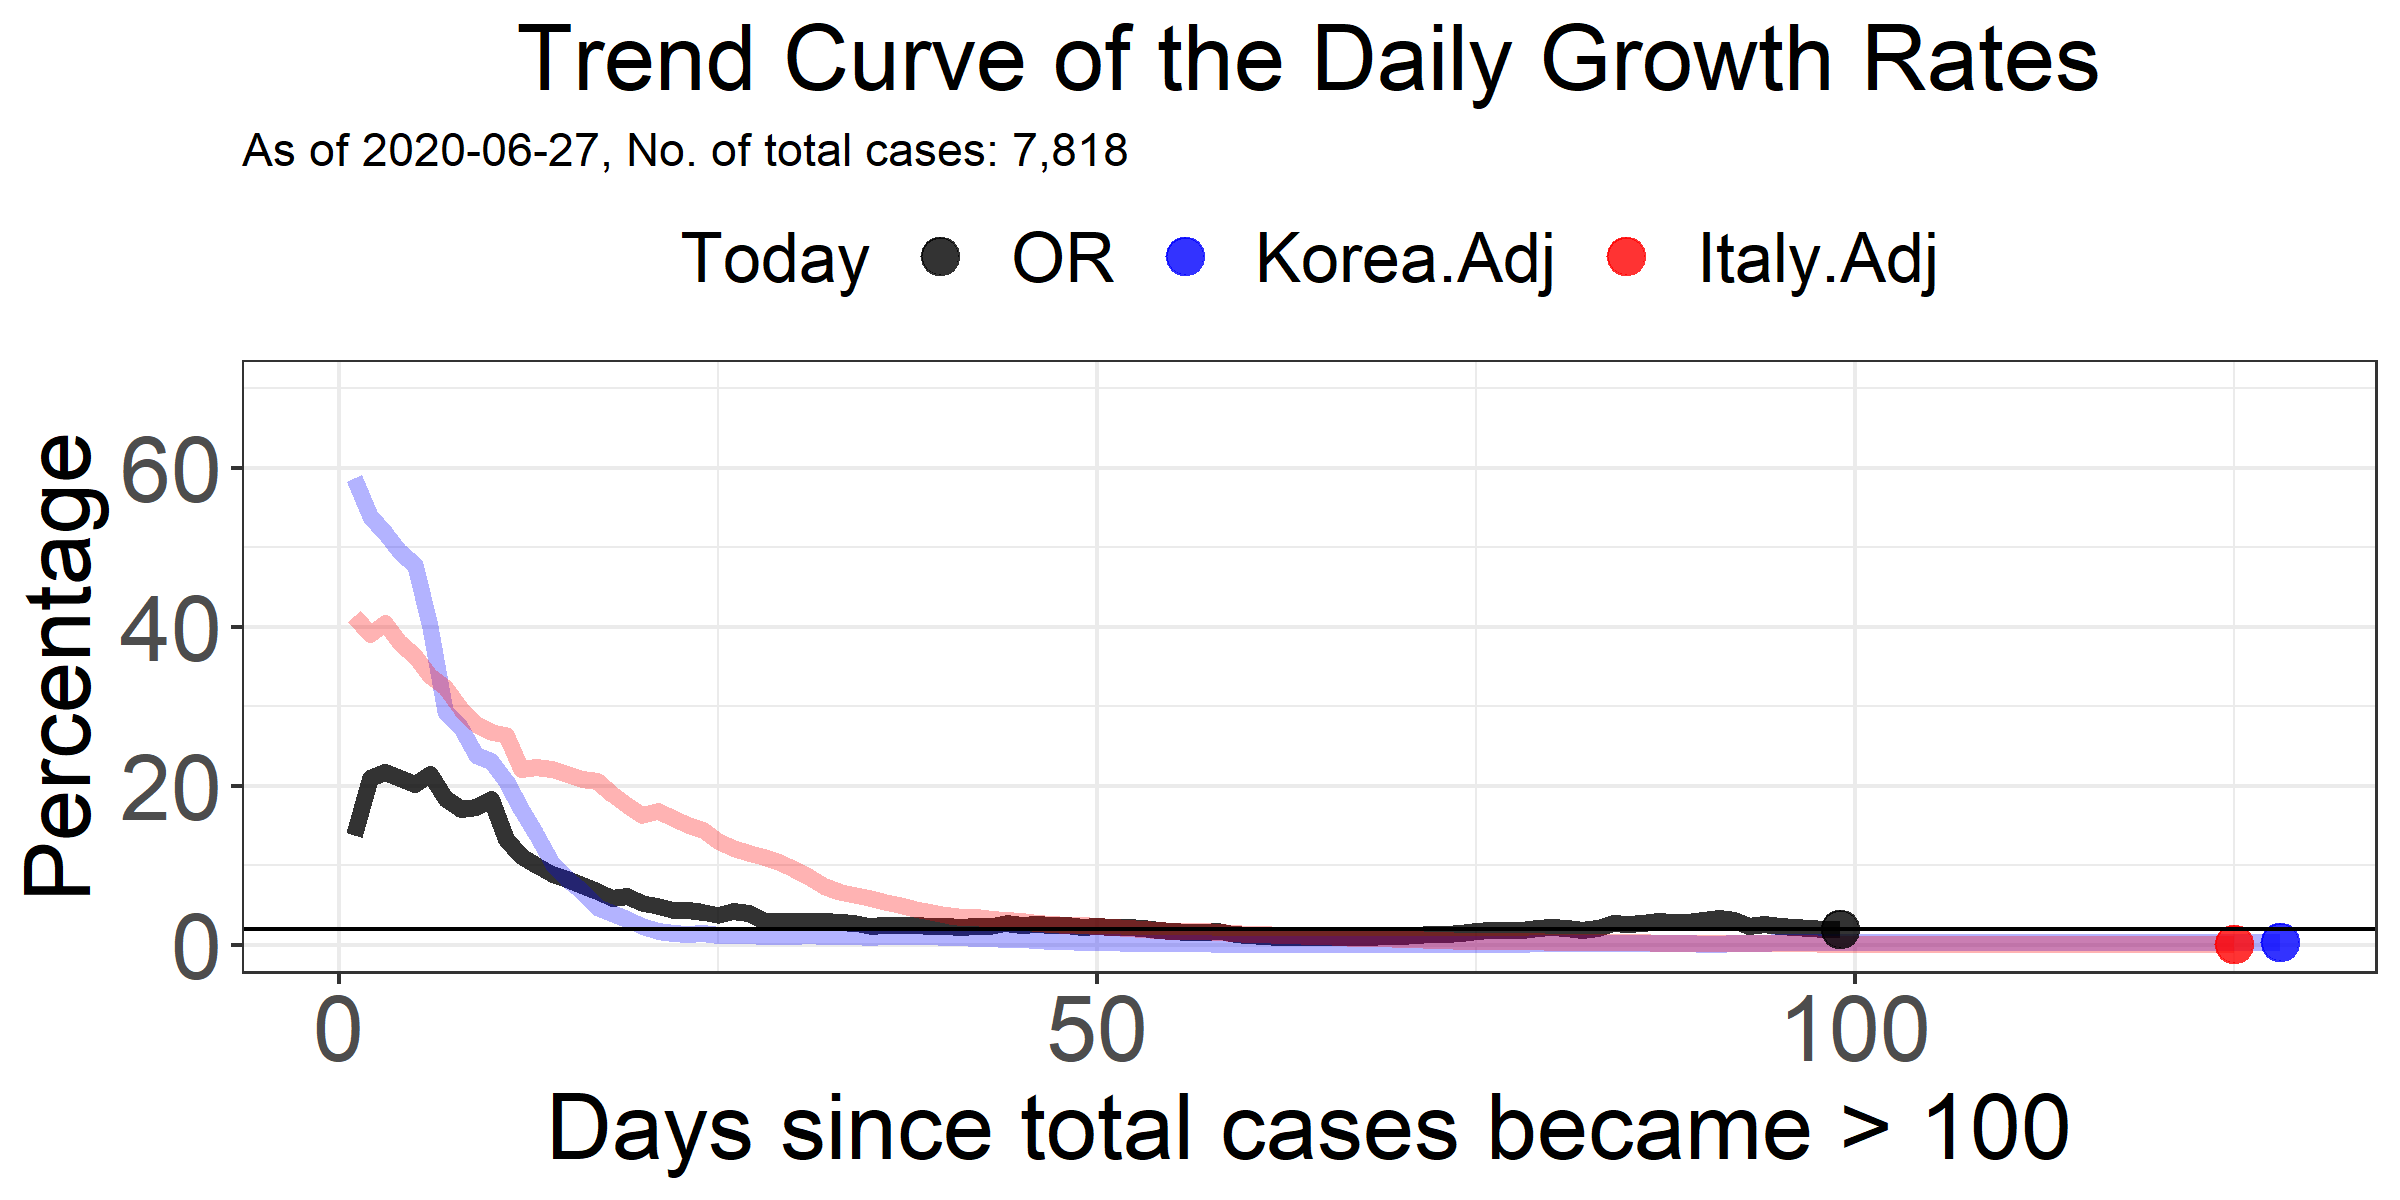 Trend Curve of the Daily Growth Rates
As of 2020-06-27, No. of total cases: 7,818
Today OR Korea.Adj Italy.Adj
Percentage
60
40
20
0
0 50 100
Days since total cases became > 100